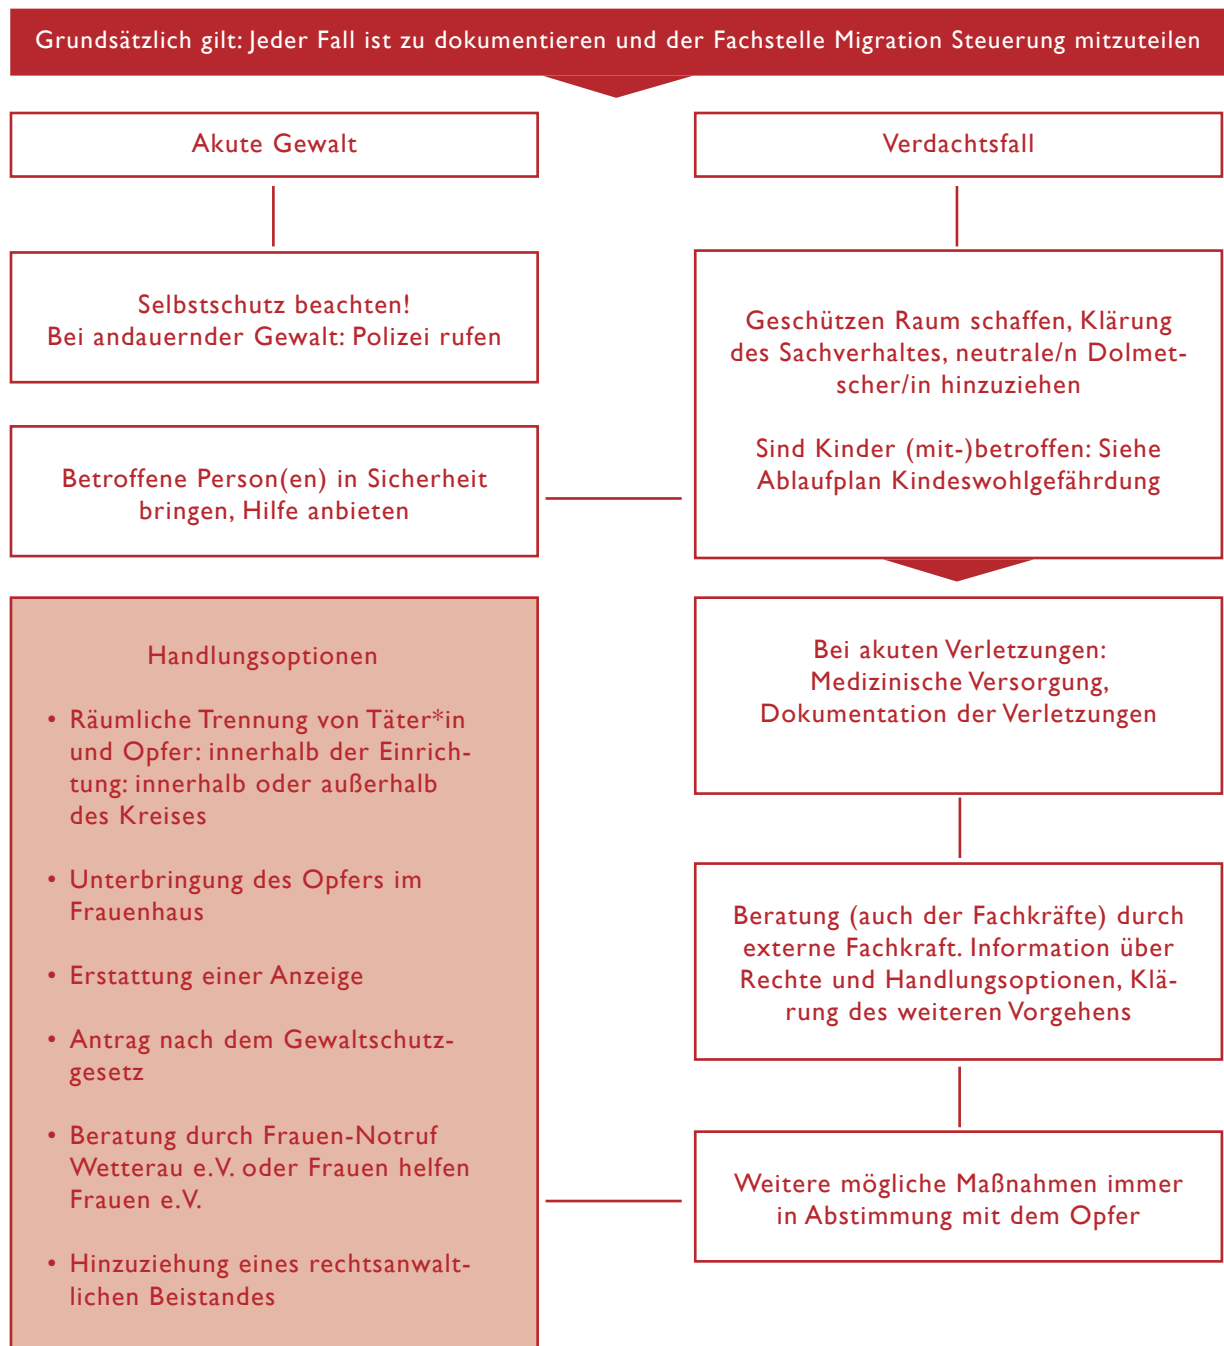 Grundsätzlich gilt: Jeder Fall ist zu dokumentieren und der Fachstelle Migration Steuerung mitzuteilen
Akute Gewalt
Selbstschutz beachten!
Bei andauernder Gewalt: Polizei rufen
Betroffene Person(en) in Sicherheit
bringen, Hilfe anbieten
Verdachtsfall
Geschützen Raum schaffen, Klärung
des Sachverhaltes, neutrale/n Dolmet-
scher/in hinzuziehen
Sind Kinder (mit-)betroffen: Siehe
Ablaufplan Kindeswohlgefährdung
Bei akuten Verletzungen:
Medizinische Versorgung,
Dokumentation der Verletzungen
Beratung (auch der Fachkräfte) durch
externe Fachkraft. Information über
Rechte und Handlungsoptionen, Klä-
rung des weiteren Vorgehens
Weitere mögliche Maßnahmen immer
in Abstimmung mit dem Opfer
Handlungsoptionen
• Räumliche Trennung von Täter*in
und Opfer: innerhalb der Einrich-
tung: innerhalb oder außerhalb
des Kreises
• Unterbringung des Opfers im
Frauenhaus
• Erstattung einer Anzeige
• Antrag nach dem Gewaltschutz-
gesetz
• Beratung durch Frauen-Notruf
Wetterau e.V. oder Frauen helfen
Frauen e.V.
• Hinzuziehung eines rechtsanwalt-
lichen Beistandes